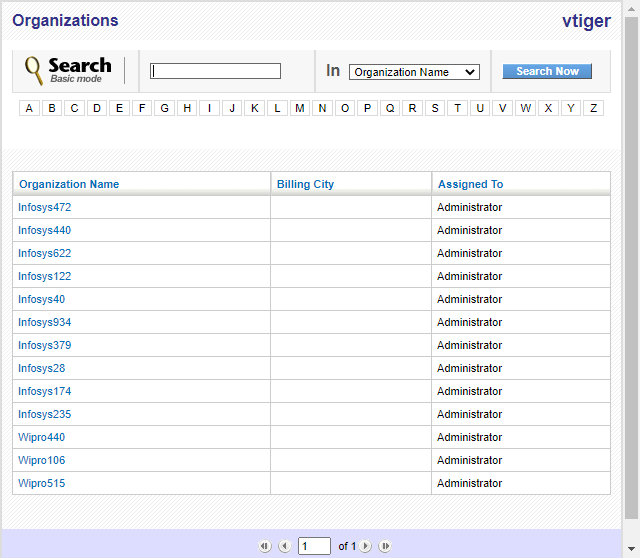 Organizations vtiger
Search
Basic mode
In Organization Name Search Now
A B C D E F G H I J K L M N O P Q R S T U V W X Y Z
Organization Name Billing City Assigned To
Infosys472 Administrator
Infosys440 Administrator
Infosys622 Administrator
Infosys122 Administrator
Infosys40 Administrator
Infosys934 Administrator
Infosys379 Administrator
Infosys28 Administrator
Infosys174 Administrator
Infosys235 Administrator
Wipro440 Administrator
Wipro106 Administrator
Wipro515 Administrator
1 of 1